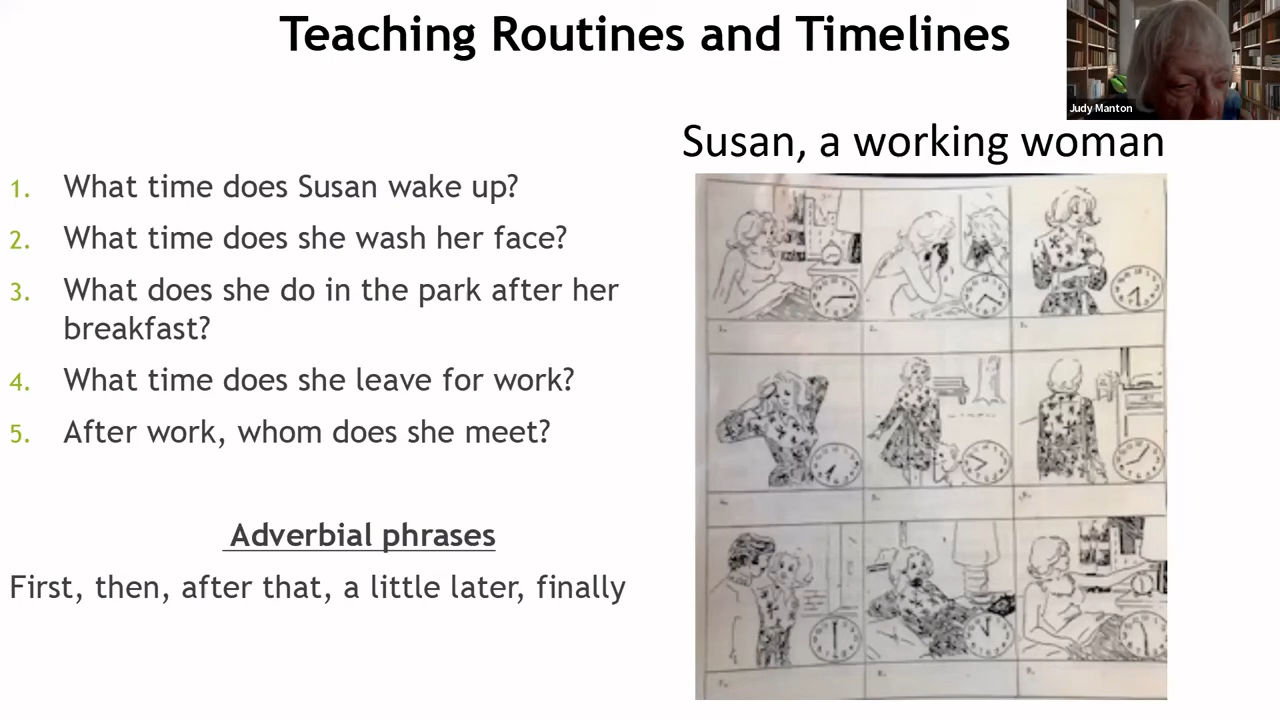 Teaching Routines and Timelines
Judy Manton
Susan, a working woman
1. What time does Susan wake up?
2. What time does she wash her face?
3. What does she do in the park after her
breakfast?
4. What time does she leave for work?
5. After work, whom does she meet?
Adverbial phrases
First, then, after that, a little later, finally